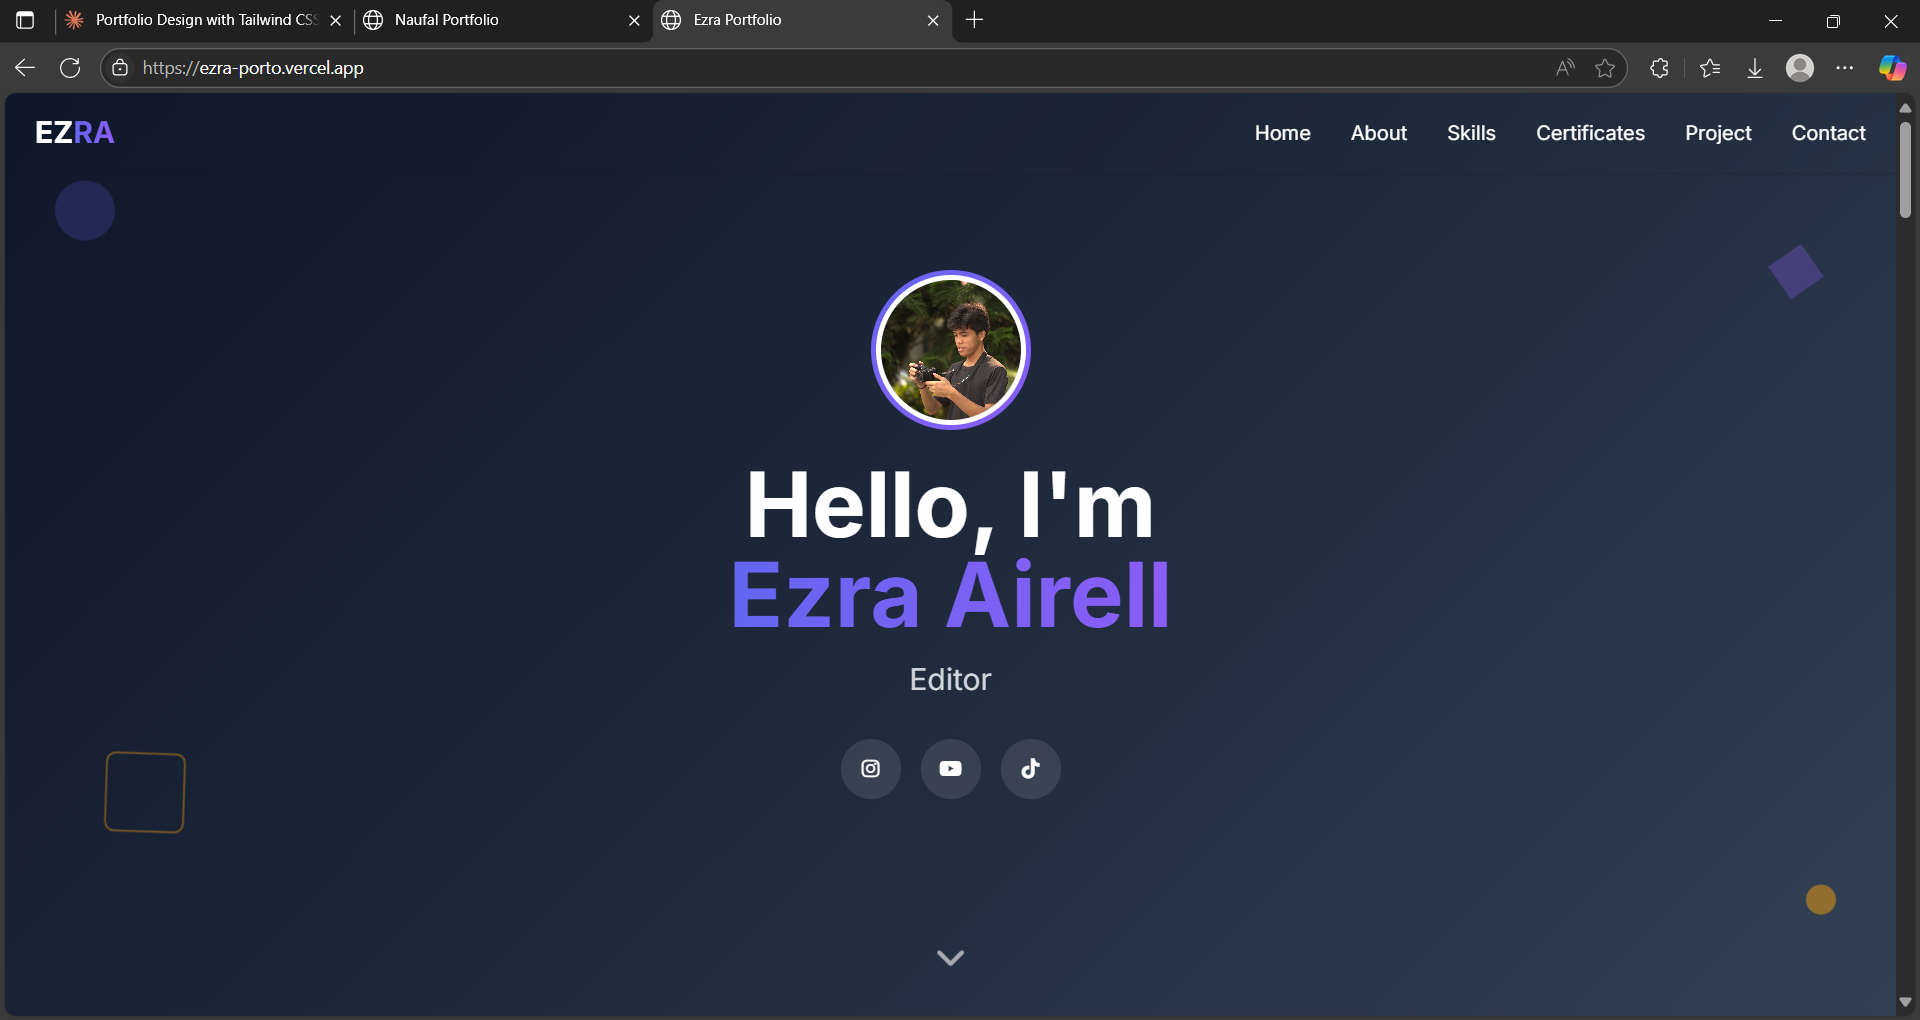 Portfolio Design with Tailwind CSS
Naufal Portfolio
Ezra Portfolio
https://ezra-porto.vercel.app
EZRA
Home
About
Skills
Certificates
Project
Contact
Hello, I'm
Ezra Airell
Editor